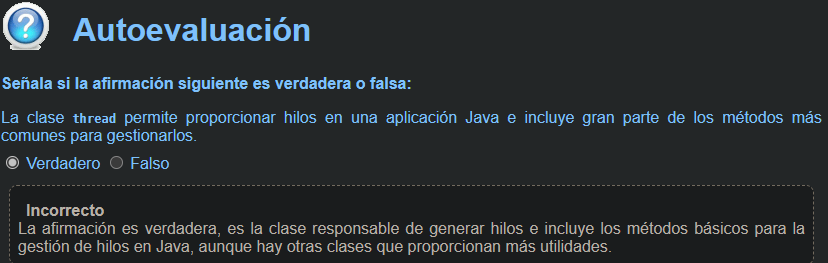 Autoevaluación
Señala si la afirmación siguiente es verdadera o falsa:
La clase thread permite proporcionar hilos en una aplicación Java e incluye gran parte de los métodos más
comunes para gestionarlos.
Verdadero Falso
Incorrecto
La afirmación es verdadera, es la clase responsable de generar hilos e incluye los métodos básicos para la
gestión de hilos en Java, aunque hay otras clases que proporcionan más utilidades.